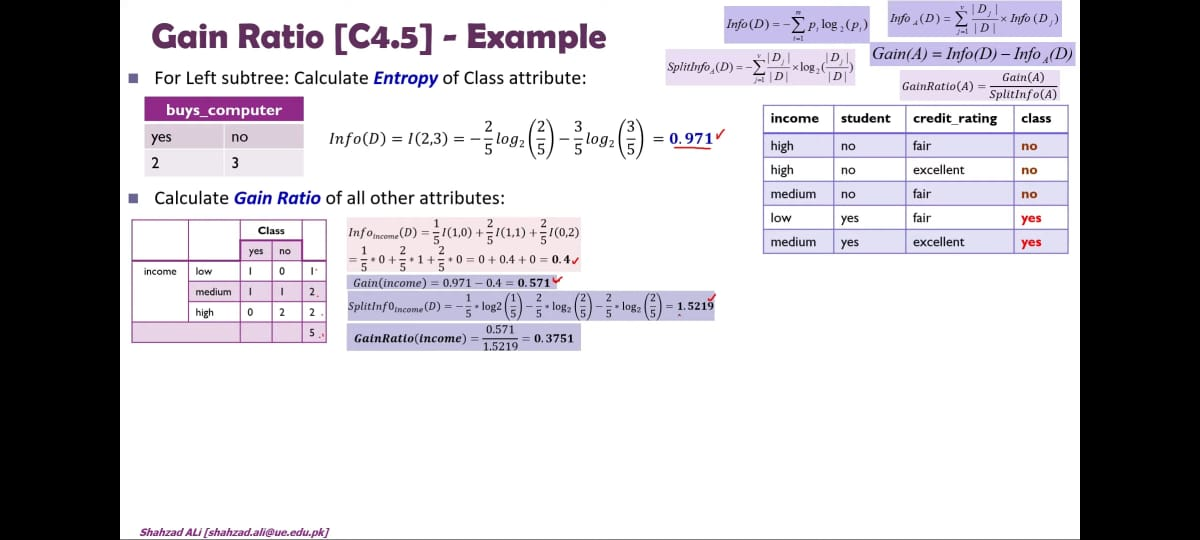 Gain Ratio [C4.5] - Example
Info(D) = -∑_{i=1}^{m} p_i log_2(p_i)
Info_A(D) = ∑_{j=1}^{v} |D_j|/|D| × Info(D_j)
SplitInfo_A(D) = -∑_{j=1}^{v} |D_j|/|D| × log_2(|D_j|/|D|)
Gain(A) = Info(D) – Info_A(D)
GainRatio(A) = Gain(A)/SplitInfo(A)
■ For Left subtree: Calculate Entropy of Class attribute:
buys_computer
yes no
2 3
Info(D) = I(2,3) = -2/5 log_2(2/5) - 3/5 log_2(3/5) = 0.971✓
income student credit_rating class
high no fair no
high no excellent no
medium no fair no
low yes fair yes
medium yes excellent yes
■ Calculate Gain Ratio of all other attributes:
Class
yes no
income low 1 0 1
medium 1 1 2
high 0 2 2
5
Info_income(D) = 1/5 I(1,0) + 2/5 I(1,1) + 2/5 I(0,2)
= 1/5 * 0 + 2/5 * 1 + 2/5 * 0 = 0 + 0.4 + 0 = 0.4✓
Gain(income) = 0.971 – 0.4 = 0.571✓
SplitInfO_income(D) = -1/5 * log2(1/5) - 2/5 * log_2(2/5) - 2/5 * log_2(2/5) = 1.5219✓
GainRatio(income) = 0.571/1.5219 = 0.3751
Shahzad ALi [shahzad.ali@ue.edu.pk]